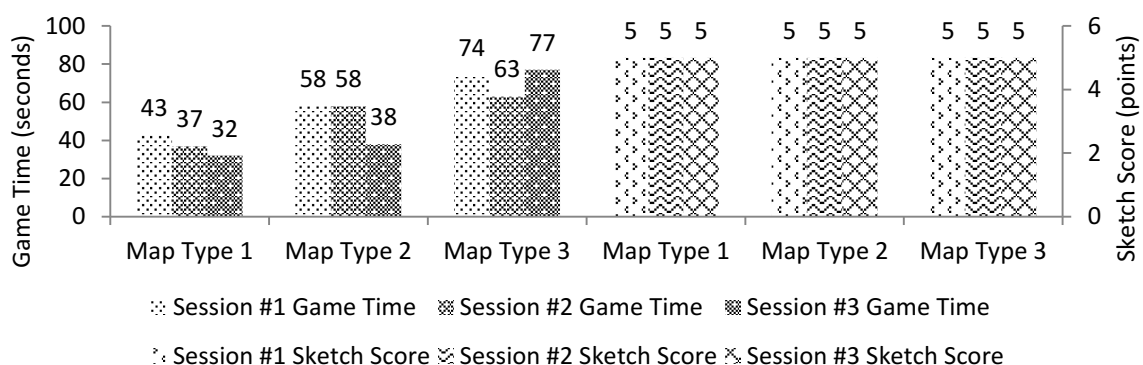 Game Time (seconds)
100
80
60
40
20
0
43
37
32
58
58
38
74
63
77
5
5
5
5
5
5
5
5
5
6
4
2
0
Sketch Score (points)
Map Type 1
Map Type 2
Map Type 3
Map Type 1
Map Type 2
Map Type 3
Session #1 Game Time
Session #2 Game Time
Session #3 Game Time
Session #1 Sketch Score
Session #2 Sketch Score
Session #3 Sketch Score